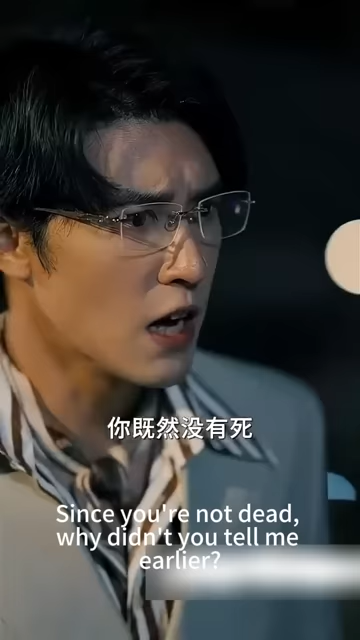 你既然没有死
Since you're not dead,
why didn't you tell me
earlier?